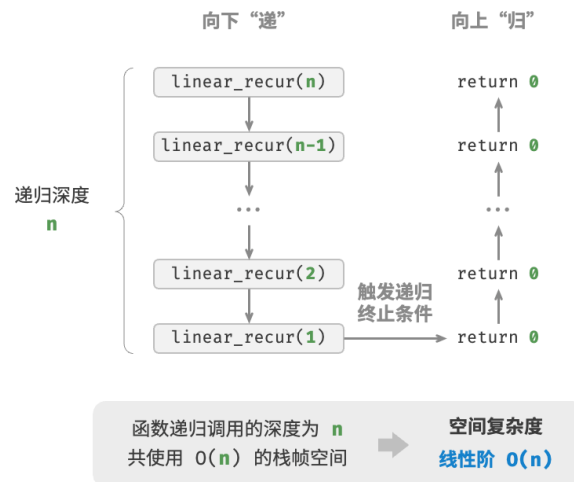 向下“递”
向上“归”
linear_recur(n)
return 0
linear_recur(n-1)
return 0
递归深度
n
...
...
linear_recur(2)
return 0
触发递归
终止条件
linear_recur(1)
return 0
函数递归调用的深度为 n
共使用 O(n) 的栈帧空间
空间复杂度
线性阶 O(n)